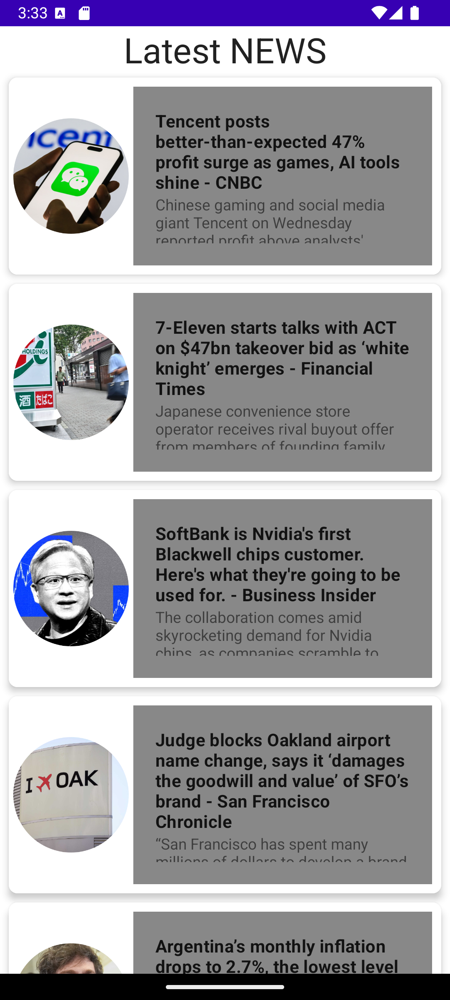 3:33
Latest NEWS
icent
Tencent posts
better-than-expected 47%
profit surge as games, AI tools
shine - CNBC
Chinese gaming and social media
giant Tencent on Wednesday
reported profit above analysts'
HOLDINGS
酒 たばこ
7-Eleven starts talks with ACT
on $47bn takeover bid as ‘white
knight’ emerges - Financial
Times
Japanese convenience store
operator receives rival buyout offer
from members of founding family
SoftBank is Nvidia's first
Blackwell chips customer.
Here's what they're going to be
used for. - Business Insider
The collaboration comes amid
skyrocketing demand for Nvidia
chips, as companies scramble to
I OAK
Judge blocks Oakland airport
name change, says it ‘damages
the goodwill and value’ of SFO’s
brand - San Francisco
Chronicle
“San Francisco has spent many
millions of dollars to develop a brand
Argentina’s monthly inflation
drops to 2.7%, the lowest level